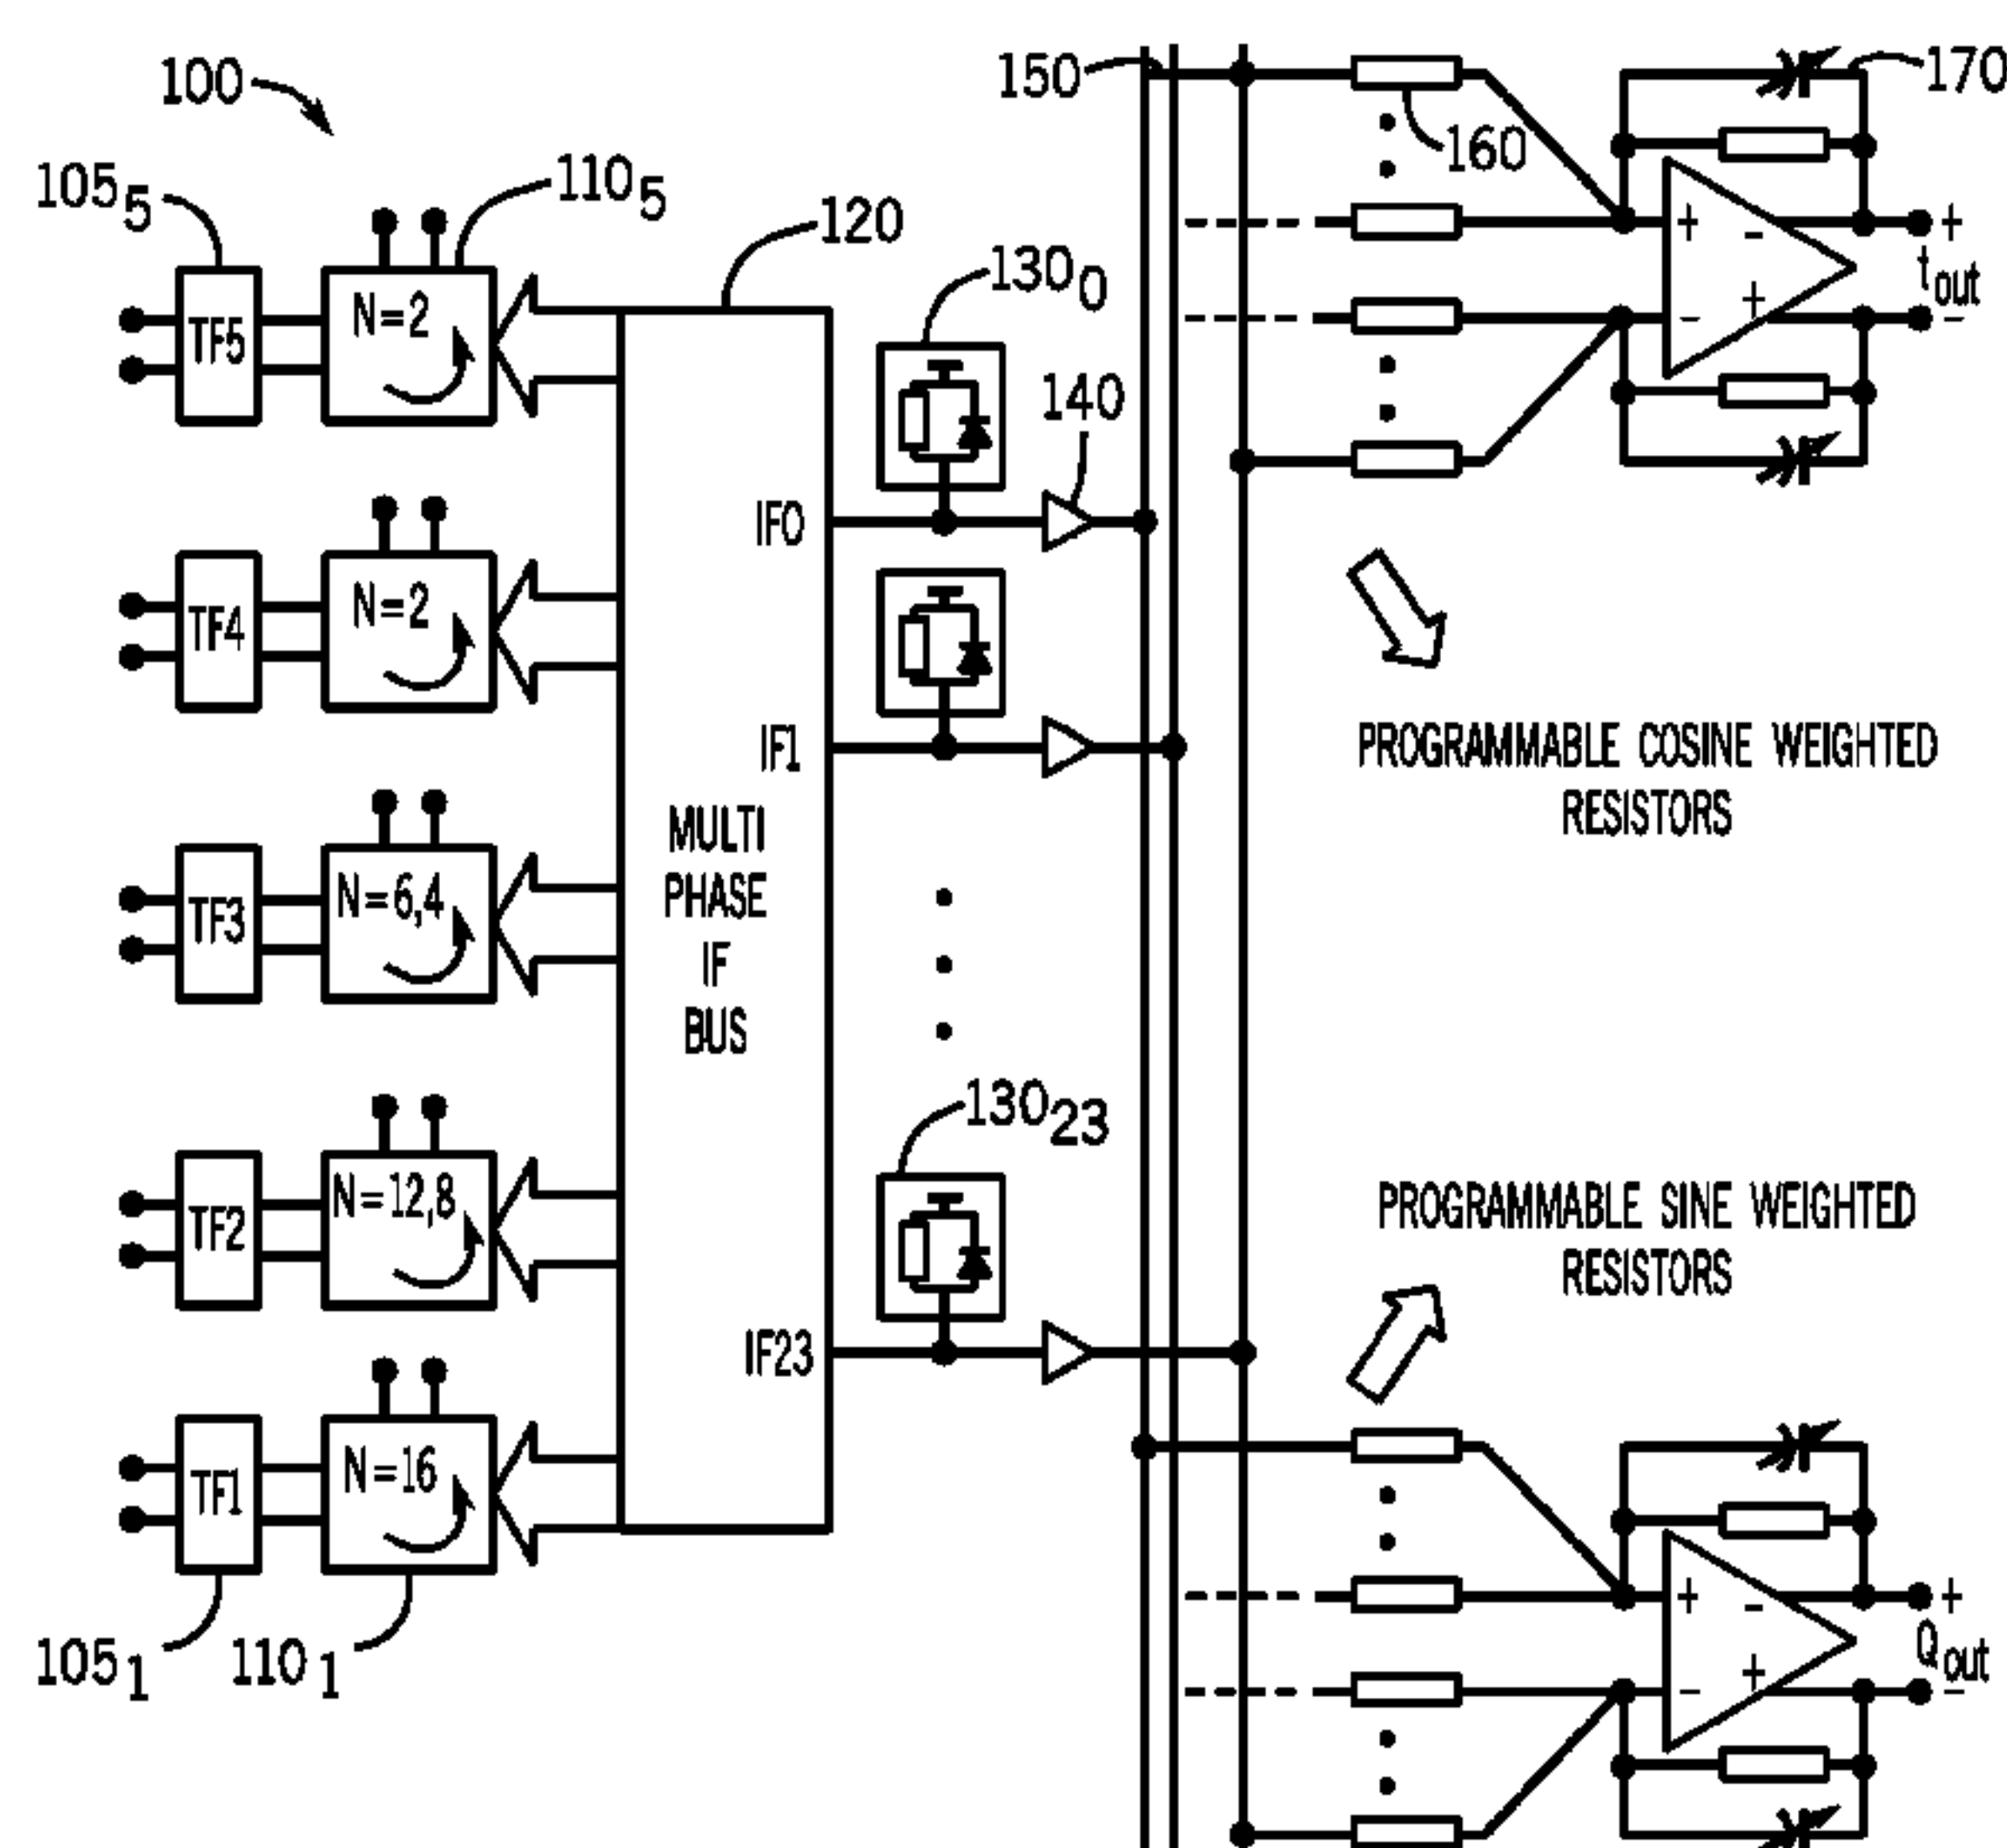 100
150
160
170
105 5
110 5
120
130 0
140
TF5
N=2
+
-
+
-
+
-
t out
IF0
TF4
N=2
IF1
PROGRAMMABLE COSINE WEIGHTED
RESISTORS
TF3
N=6,4
MULTI
PHASE
IF
BUS
130 23
TF2
N=12,8
PROGRAMMABLE SINE WEIGHTED
RESISTORS
IF23
TF1
N=16
+
-
+
-
+
-
Q out
105 1
110 1